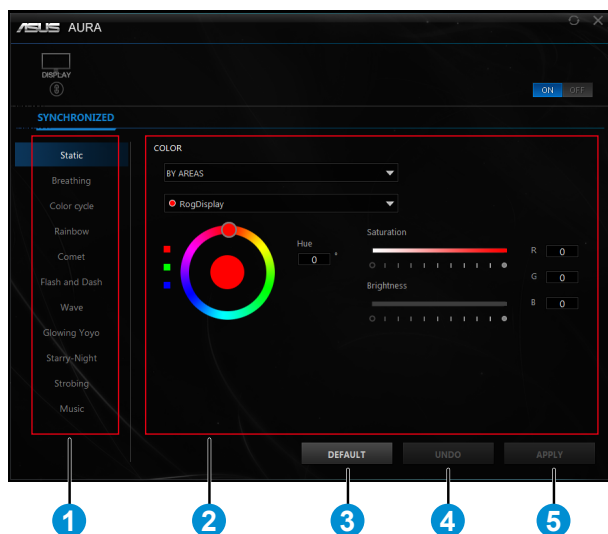 ASUS AURA
DISPLAY
ON OFF
SYNCHRONIZED
Static
Breathing
Color cycle
Rainbow
Comet
Flash and Dash
Wave
Glowing Yoyo
Starry-Night
Strobing
Music
COLOR
BY AREAS
RogDisplay
Hue
0 °
Saturation
Brightness
R 0
G 0
B 0
DEFAULT UNDO APPLY
1 2 3 4 5